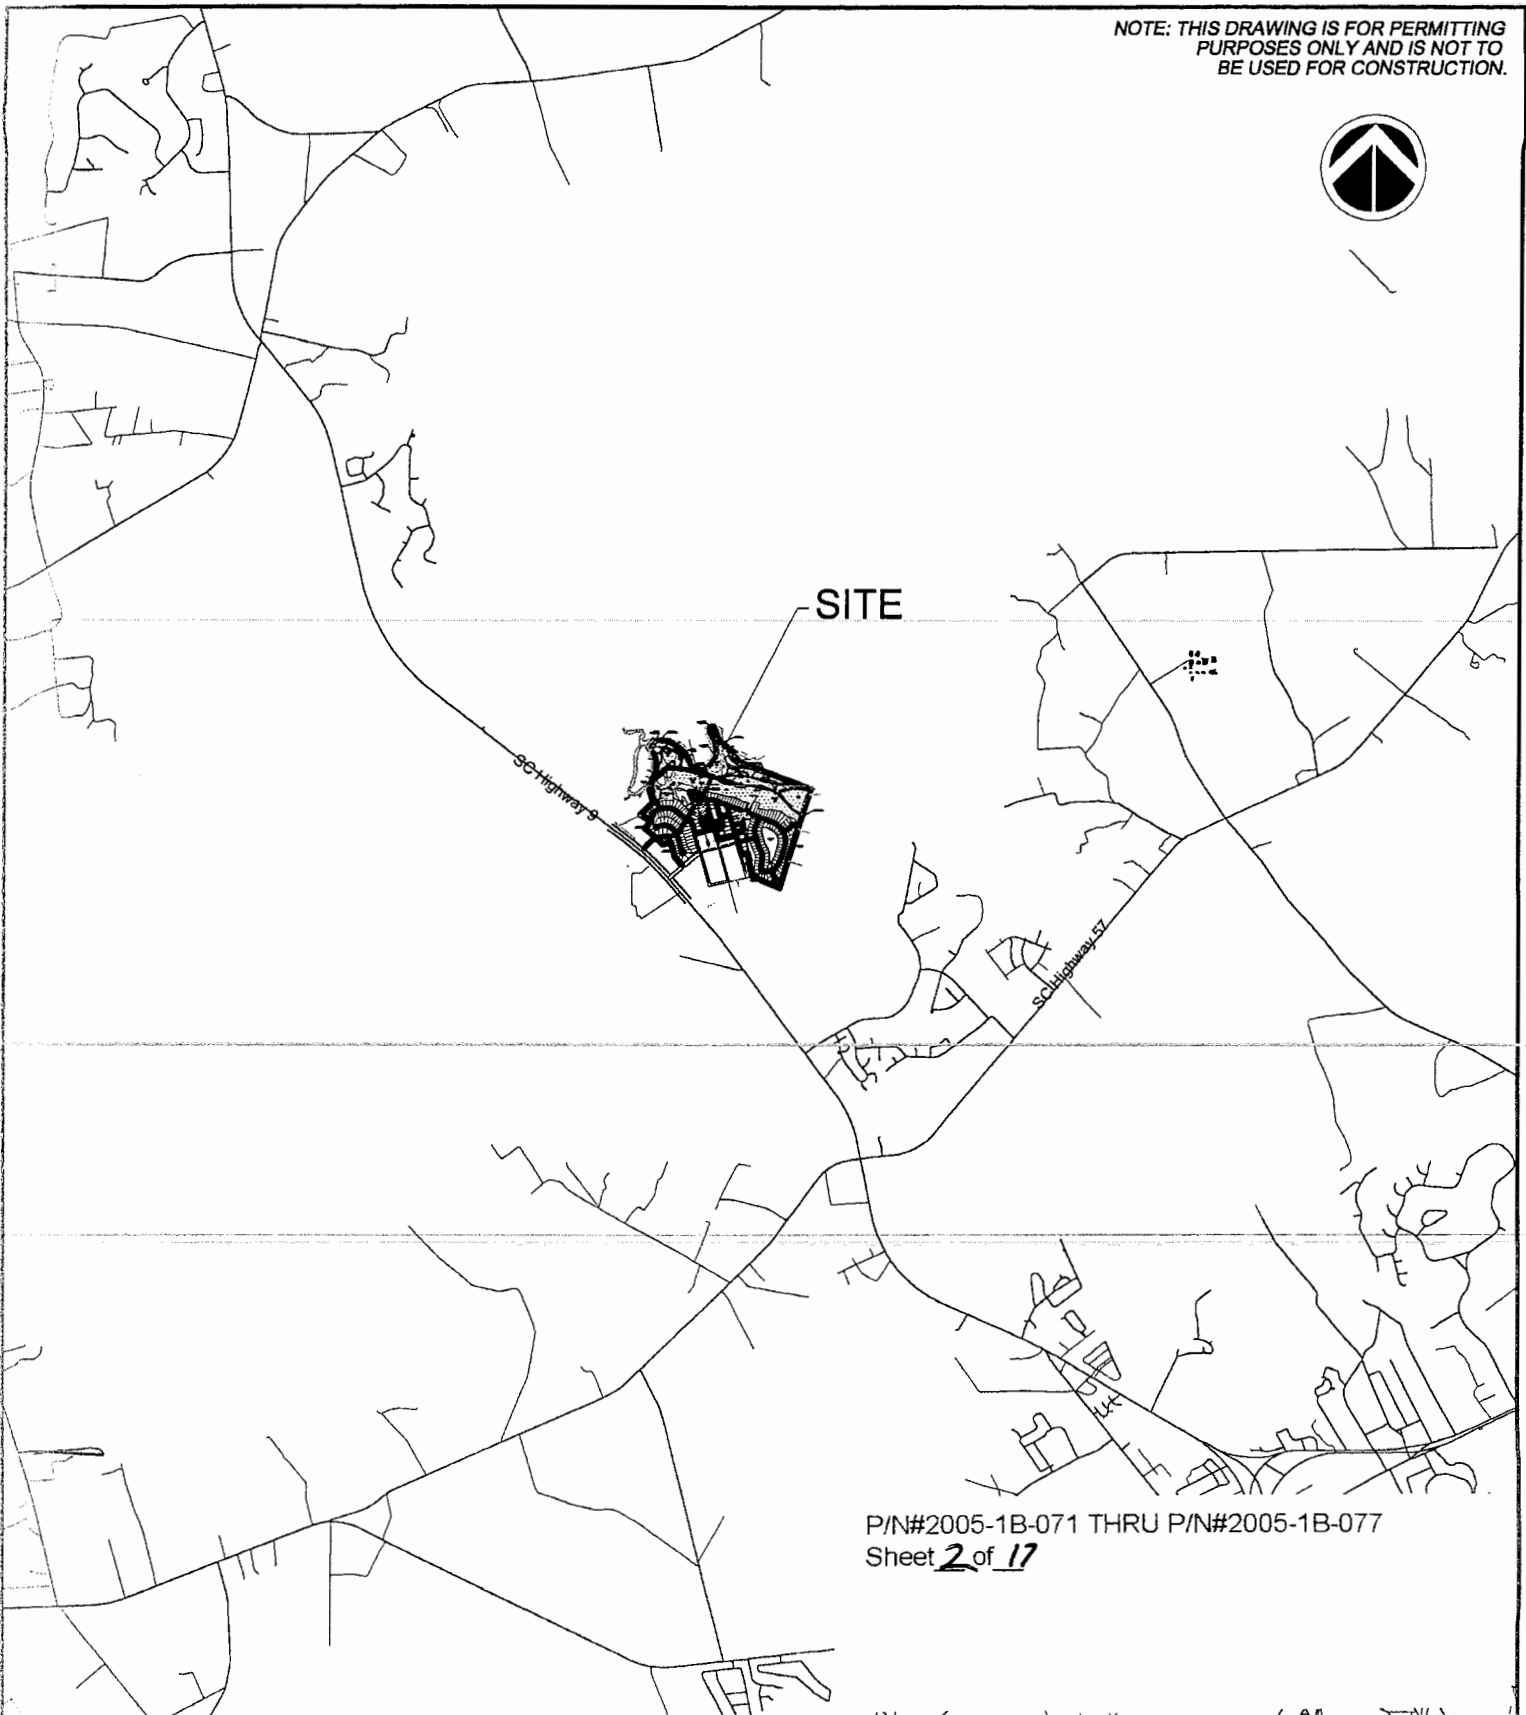 NOTE: THIS DRAWING IS FOR PERMITTING
PURPOSES ONLY AND IS NOT TO
BE USED FOR CONSTRUCTION.
SITE
SC Highway 9
SC Highway 57
P/N#2005-1B-071 THRU P/N#2005-1B-077
Sheet 2 of 17